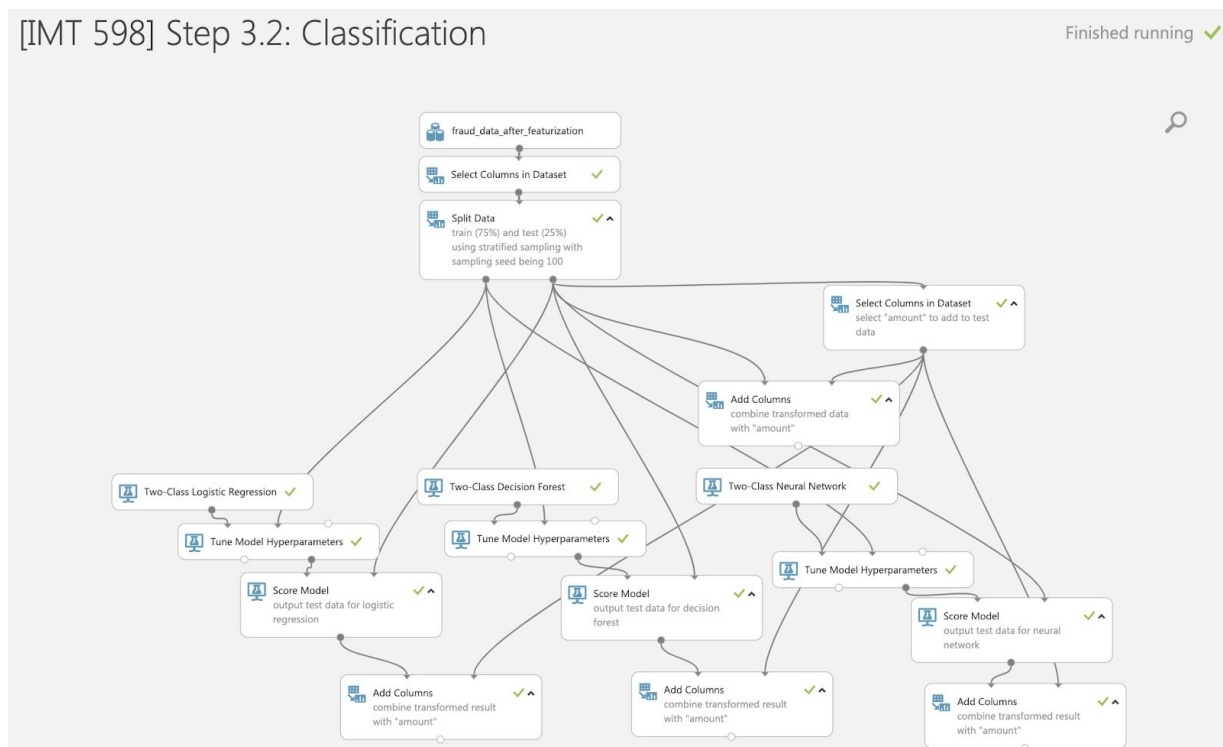 [IMT 598] Step 3.2: Classification
Finished running
fraud_data_after_featurization
Select Columns in Dataset
Split Data
train (75%) and test (25%)
using stratified sampling with
sampling seed being 100
Select Columns in Dataset
select "amount" to add to test
data
Add Columns
combine transformed data
with "amount"
Two-Class Logistic Regression
Two-Class Decision Forest
Two-Class Neural Network
Tune Model Hyperparameters
Tune Model Hyperparameters
Tune Model Hyperparameters
Score Model
output test data for logistic
regression
Score Model
output test data for decision
forest
Score Model
output test data for neural
network
Add Columns
combine transformed result
with "amount"
Add Columns
combine transformed result
with "amount"
Add Columns
combine transformed result
with "amount"